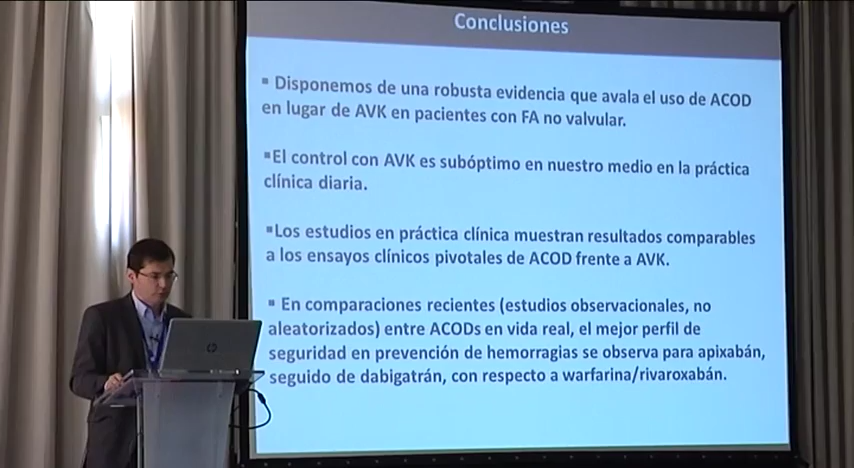 Conclusiones
▪ Disponemos de una robusta evidencia que avala el uso de ACOD
en lugar de AVK en pacientes con FA no valvular.
▪El control con AVK es subóptimo en nuestro medio en la práctica
clínica diaria.
▪Los estudios en práctica clínica muestran resultados comparables
a los ensayos clínicos pivotales de ACOD frente a AVK.
▪ En comparaciones recientes (estudios observacionales, no
aleatorizados) entre ACODs en vida real, el mejor perfil de
seguridad en prevención de hemorragias se observa para apixabán,
seguido de dabigatrán, con respecto a warfarina/rivaroxabán.
hp